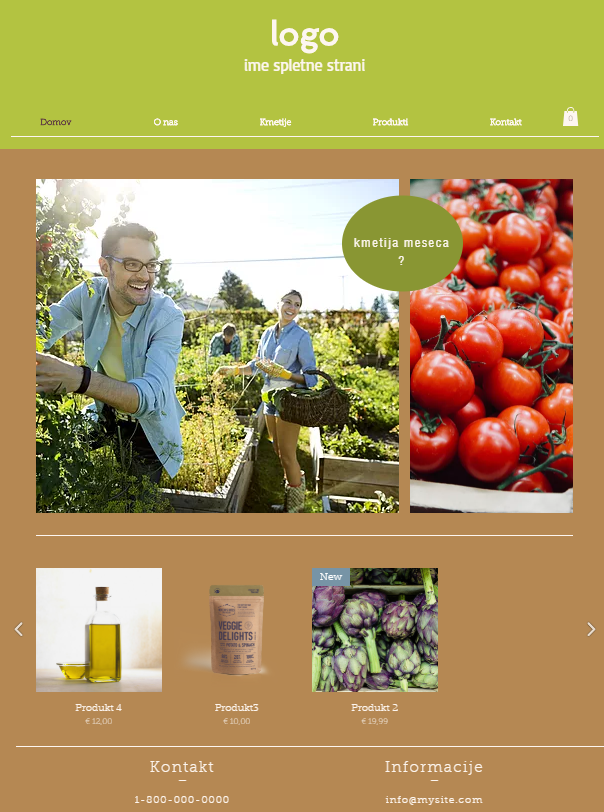 logo
ime spletne strani
Domov
O nas
Kmetije
Produkti
Kontakt
0
kmetija meseca
?
New
VEGGIE
DELIGHTS
Produkt 4
Produkt3
Produkt 2
€ 12,00
€ 10,00
€ 19,99
Kontakt
Informacije
1-800-000-0000
info@mysite.com